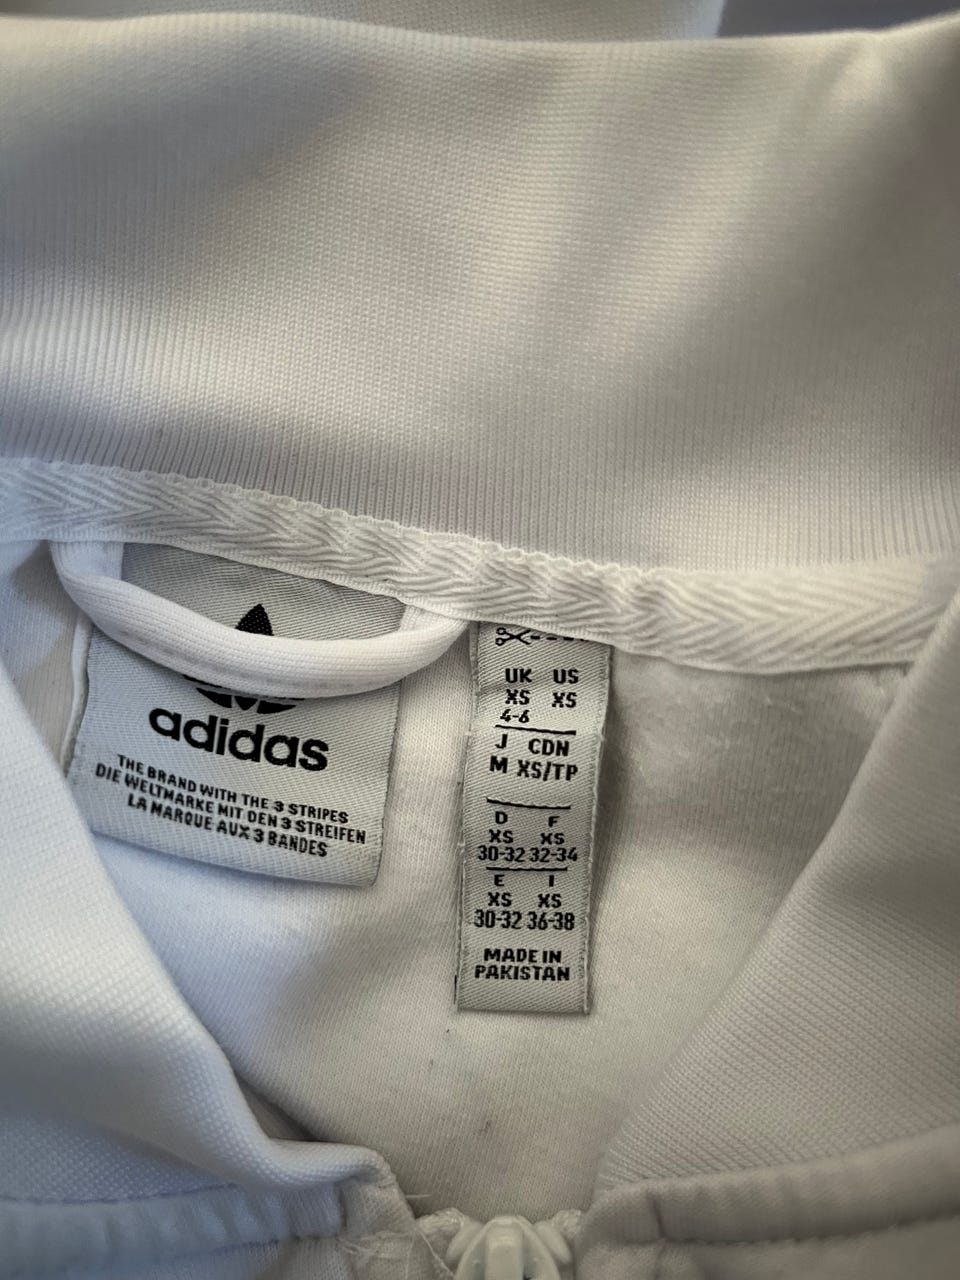 adidas
THE BRAND WITH THE 3 STRIPES
DIE WELTMARKE MIT DEN 3 STREIFEN
LA MARQUE AUX 3 BANDES
UK US
XS XS
4-6
J CDN
M XS/TP
D F
XS XS
30-32 32-34
E I
XS XS
30-32 36-38
MADE IN
PAKISTAN